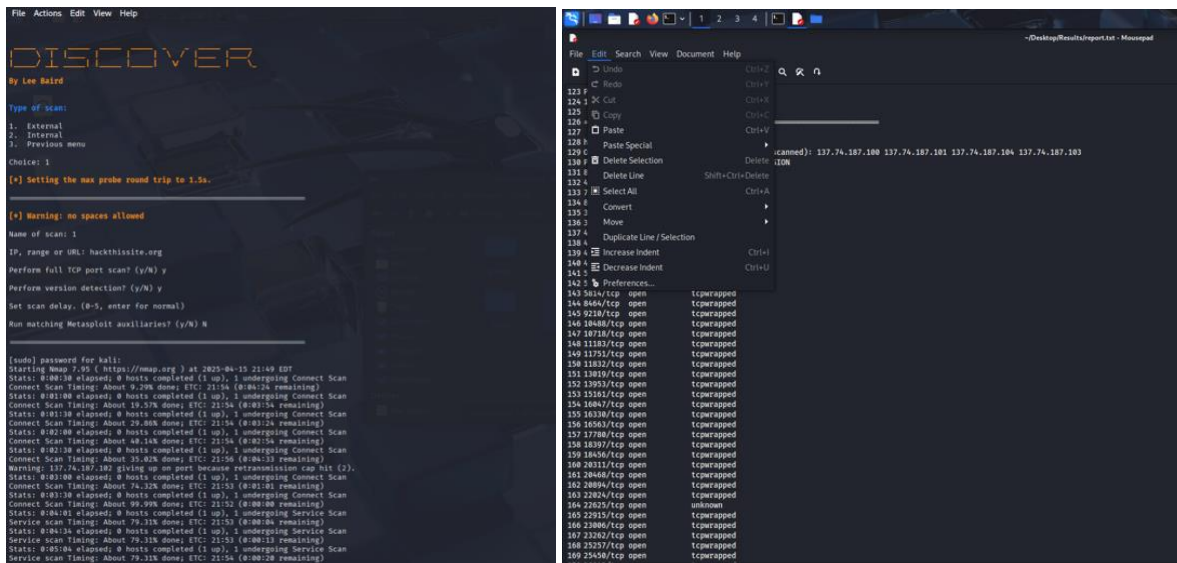 File Actions Edit View Help
DISCOVER
By Lee Baird
Type of scan:
1. External
2. Internal
3. Previous menu
Choice: 1
[*] Setting the max probe round trip to 1.5s.
[*] Warning: no spaces allowed
Name of scan: 1
IP, range or URL: hackthissite.org
Perform full TCP port scan? (y/N) y
Perform version detection? (y/N) y
Set scan delay. (0-5, enter for normal)
Run matching Metasploit auxiliaries? (y/N) N
[sudo] password for kali:
Starting Nmap 7.95 ( https://nmap.org ) at 2025-04-15 21:49 EDT
Stats: 0:00:30 elapsed; 0 hosts completed (1 up), 1 undergoing Connect Scan
Connect Scan Timing: About 9.29% done; ETC: 21:54 (0:04:24 remaining)
Stats: 0:01:00 elapsed; 0 hosts completed (1 up), 1 undergoing Connect Scan
Connect Scan Timing: About 19.57% done; ETC: 21:54 (0:03:54 remaining)
Stats: 0:01:30 elapsed; 0 hosts completed (1 up), 1 undergoing Connect Scan
Connect Scan Timing: About 29.86% done; ETC: 21:54 (0:03:24 remaining)
Stats: 0:02:00 elapsed; 0 hosts completed (1 up), 1 undergoing Connect Scan
Connect Scan Timing: About 40.14% done; ETC: 21:54 (0:02:54 remaining)
Stats: 0:02:30 elapsed; 0 hosts completed (1 up), 1 undergoing Connect Scan
Connect Scan Timing: About 35.02% done; ETC: 21:56 (0:04:33 remaining)
Warning: 137.74.187.102 giving up on port because retransmission cap hit (2).
Stats: 0:03:00 elapsed; 0 hosts completed (1 up), 1 undergoing Connect Scan
Connect Scan Timing: About 74.32% done; ETC: 21:53 (0:01:01 remaining)
Stats: 0:03:30 elapsed; 0 hosts completed (1 up), 1 undergoing Connect Scan
Connect Scan Timing: About 99.99% done; ETC: 21:52 (0:00:00 remaining)
Stats: 0:04:01 elapsed; 0 hosts completed (1 up), 1 undergoing Service Scan
Service scan Timing: About 79.31% done; ETC: 21:53 (0:00:04 remaining)
Stats: 0:04:34 elapsed; 0 hosts completed (1 up), 1 undergoing Service Scan
Service scan Timing: About 79.31% done; ETC: 21:53 (0:00:13 remaining)
Stats: 0:05:04 elapsed; 0 hosts completed (1 up), 1 undergoing Service Scan
Service scan Timing: About 79.31% done; ETC: 21:54 (0:00:20 remaining)
1 2 3 4
~/Desktop/Results/report.txt - Mousepad
File Edit Search View Document Help
Undo Ctrl+Z
Redo Ctrl+Y
Cut Ctrl+X
Copy Ctrl+C
Paste Ctrl+V
Paste Special
Delete Selection Delete
Delete Line Shift+Ctrl+Delete
Select All Ctrl+A
Convert
Move
Duplicate Line / Selection
Increase Indent Ctrl+I
Decrease Indent Ctrl+U
Preferences...
123
124
125
126
127
128
129 scanned): 137.74.187.100 137.74.187.101 137.74.187.104 137.74.187.103
130
131
132
133
134
135
136
137
138
139
140
141
142
143 5814/tcp open tcpwrapped
144 8464/tcp open tcpwrapped
145 9210/tcp open tcpwrapped
146 10488/tcp open tcpwrapped
147 10718/tcp open tcpwrapped
148 11183/tcp open tcpwrapped
149 11751/tcp open tcpwrapped
150 11832/tcp open tcpwrapped
151 13019/tcp open tcpwrapped
152 13953/tcp open tcpwrapped
153 15161/tcp open tcpwrapped
154 16047/tcp open tcpwrapped
155 16330/tcp open tcpwrapped
156 16563/tcp open tcpwrapped
157 17780/tcp open tcpwrapped
158 18397/tcp open tcpwrapped
159 18456/tcp open tcpwrapped
160 20311/tcp open tcpwrapped
161 20468/tcp open tcpwrapped
162 20894/tcp open tcpwrapped
163 22024/tcp open tcpwrapped
164 22625/tcp open unknown
165 22915/tcp open tcpwrapped
166 23006/tcp open tcpwrapped
167 23262/tcp open tcpwrapped
168 25257/tcp open tcpwrapped
169 25450/tcp open tcpwrapped